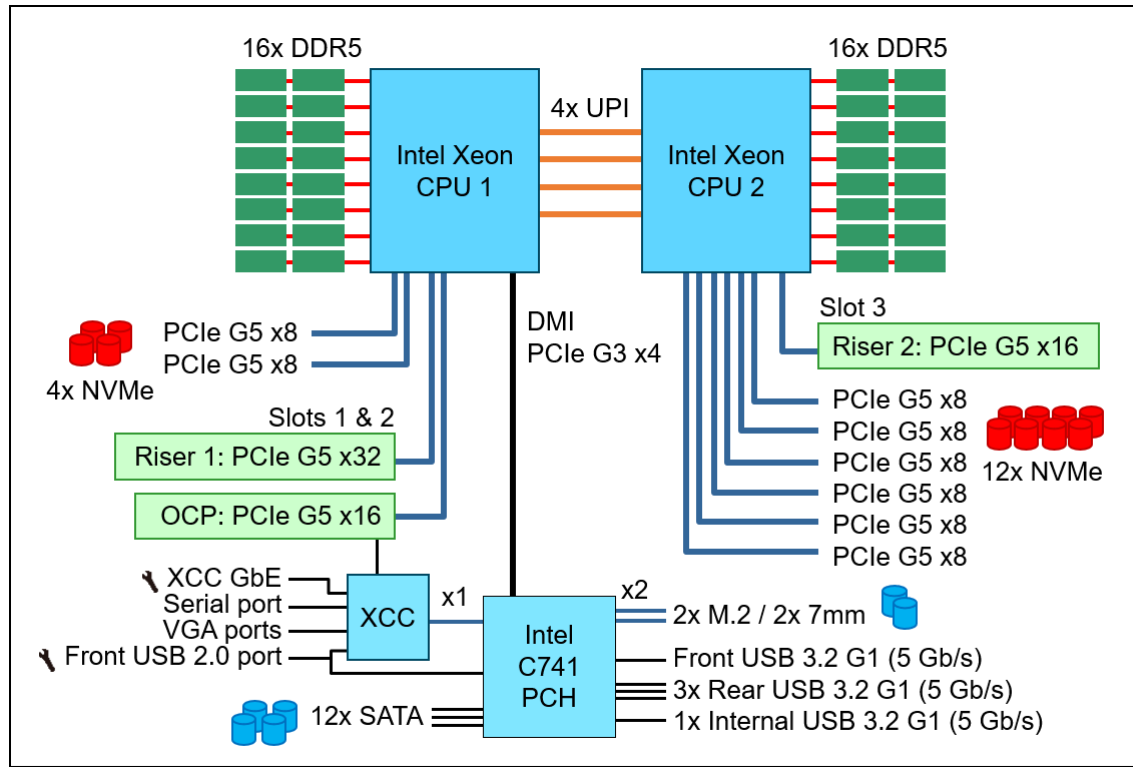 16x DDR5
16x DDR5
Intel Xeon
CPU 1
4x UPI
Intel Xeon
CPU 2
PCIe G5 x8
PCIe G5 x8
4x NVMe
DMI
PCIe G3 x4
Slot 3
Riser 2: PCIe G5 x16
Slots 1 & 2
Riser 1: PCIe G5 x32
OCP: PCIe G5 x16
PCIe G5 x8
PCIe G5 x8
PCIe G5 x8
PCIe G5 x8
PCIe G5 x8
PCIe G5 x8
12x NVMe
XCC GbE
Serial port
VGA ports
Front USB 2.0 port
XCC
x1
x2
Intel
C741
PCH
2x M.2 / 2x 7mm
Front USB 3.2 G1 (5 Gb/s)
3x Rear USB 3.2 G1 (5 Gb/s)
1x Internal USB 3.2 G1 (5 Gb/s)
12x SATA